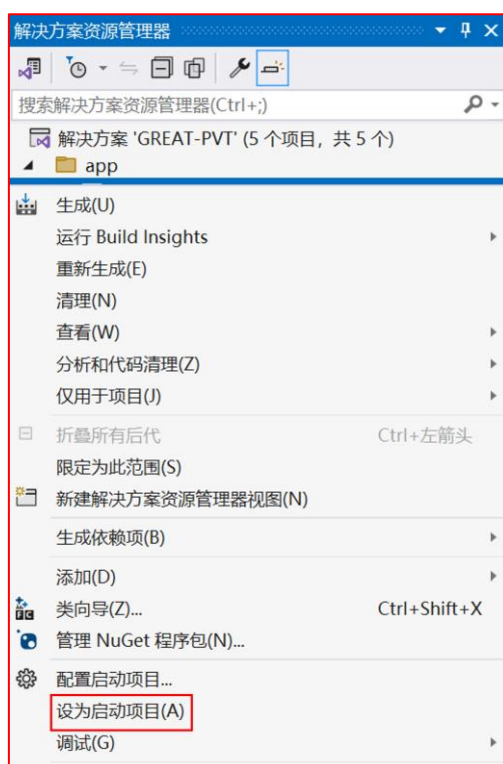 解决方案资源管理器
搜索解决方案资源管理器(Ctrl+;)
解决方案 'GREAT-PVT' (5 个项目，共 5 个)
app
生成(U)
运行 Build Insights
重新生成(E)
清理(N)
查看(W)
分析和代码清理(Z)
仅用于项目(J)
折叠所有后代 Ctrl+左箭头
限定为此范围(S)
新建解决方案资源管理器视图(N)
生成依赖项(B)
添加(D)
类向导(Z)... Ctrl+Shift+X
管理 NuGet 程序包(N)...
配置启动项目...
设为启动项目(A)
调试(G)